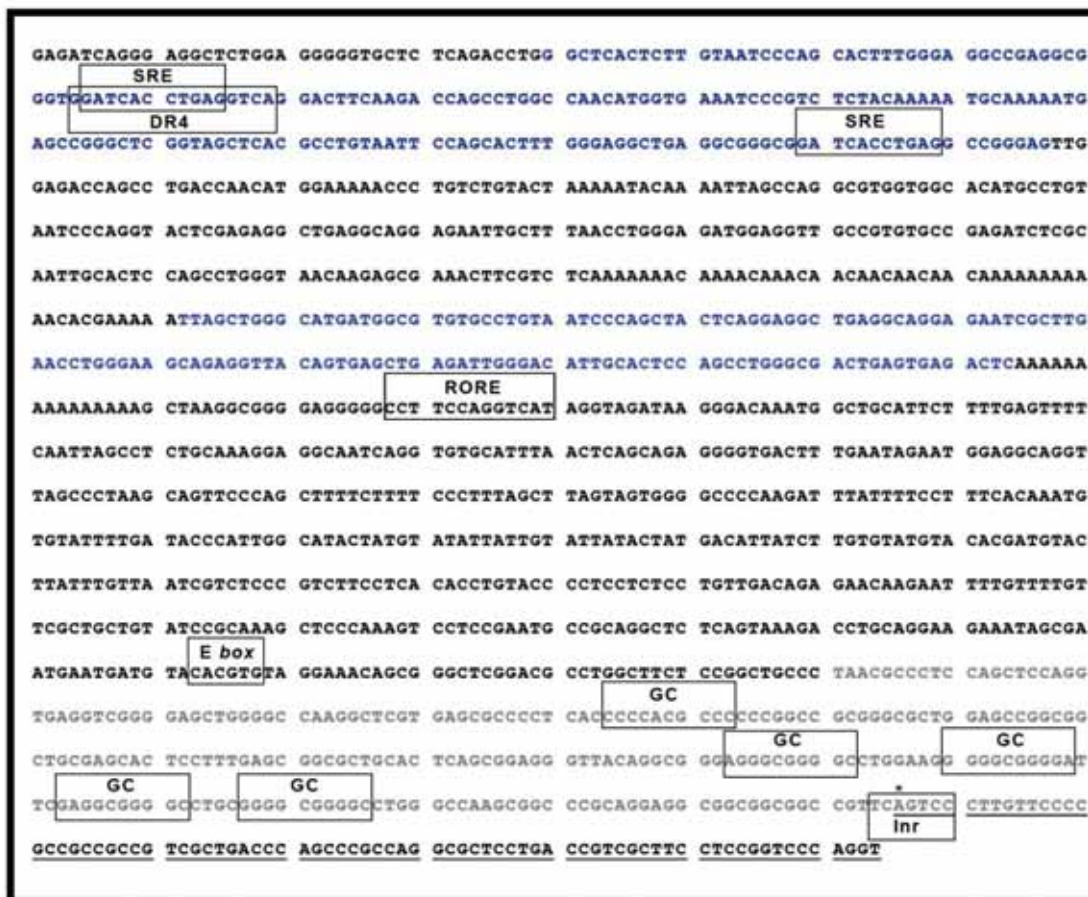 GAGATCAGGG AGGCTCTGGA GGGGGTGCTC TCAGACCTGG GCTCACTCTT GTAATCCCAG CACTTTGGGA GGCCGAGGCG
SRE
GGTGGATCAC CTGAGGTCAG GACTTCAAGA CCAGCCTGGC CAACATGGTG AAATCCCGTC TCTACAAAAA TGCAAAAATG
DR4 SRE
AGCCGGGCTC GGTAGCTCAC GCCTGTAATT CCAGCACTTT GGGAGGCTGA GGCGGGCGGA TCACCTGAGG CCGGGAGTTG
GAGACCAGCC TGACCAACAT GGAAAAACCC TGTCTGTACT AAAAATACAA AATTAGCCAG GCGTGGTGGC ACATGCCTGT
AATCCCAGGT ACTCGAGAGG CTGAGGCAGG AGAATTGCTT TAACCTGGGA GATGGAGGTT GCCGTGTGCC GAGATCTCGC
AATTGCACTC CAGCCTGGGT AACAAGAGCG AAACTTCGTC TCAAAAAAAC AAAACAAACA ACAACAACAA CAAAAAAAAA
AACACGAAAA ATTAGCTGGG CATGATGGCG TGTGCCTGTA ATCCCAGCTA CTCAGGAGGC TGAGGCAGGA GAATCGCTTG
AACCTGGGAA GCAGAGGTTA CAGTGAGCTG AGATTGGGAC ATTGCACTCC AGCCTGGGCG ACTGAGTGAG ACTCAAAAAA
RORE
AAAAAAAAAG CTAAGGCGGG GAGGGGGCCT TCCAGGTCAT AGGTAGATAA GGGACAAATG GCTGCATTCT TTTGAGTTTT
CAATTAGCCT CTGCAAAGGA GGCAATCAGG TGTGCATTTA ACTCAGCAGA GGGGTGACTT TGAATAGAAT GGAGGCAGGT
TAGCCCTAAG CAGTTCCCAG CTTTTCTTTT CCCTTTAGCT TAGTAGTGGG GCCCCAAGAT TTATTTTCCT TTCACAAATG
TGTATTTTGA TACCCATTGG CATACTATGT ATATTATTGT ATTATACTAT GACATTATCT TGTGTATGTA CACGATGTAC
TTATTTGTTA ATCGTCTCCC GTCTTCCTCA CACCTGTACC CCTCCTCTCC TGTTGACAGA GAACAAGAAT TTTGTTTTGT
TCGCTGCTGT ATCCGCAAAG CTCCCAAAGT CCTCCGAATG CCGCAGGCTC TCAGTAAAGA CCTGCAGGAA GAAATAGCGA
E box
ATGAATGATG TACACGTGTA GGAAACAGCG GGCTCGGACG CCTGGCTTCT CCGGCTGCCC TAACGCCCTC CAGCTCCAGG
GC
TGAGGTCGGG GAGCTGGGGC CAAGGCTCGT GAGCGCCCCT CACCCCCACG CCCCCCGGCC GCGGGCGCTG GAGCCGGCGG
GC GC
CTGCGAGCAC TCCTTTGAGC GGCGCTGCAC TCAGCGGAGG GTTACAGGCG GGAGGGCGGG GCCTGGAAGG GGGCGGGGAT
GC GC *
TCGAGGCGGG GCCTGCGGGG CGGGGCCTGG GCCAAGCGGC CCGCAGGAGG CGGCGGCGGC CGTTCAGTCC CTTGTTCCCC
Inr
GCCGCCGCCG TCGCTGACCC AGCCCGCCAG GCGCTCCTGA CCGTCGCTTC CTCCGGTCCC AGGT